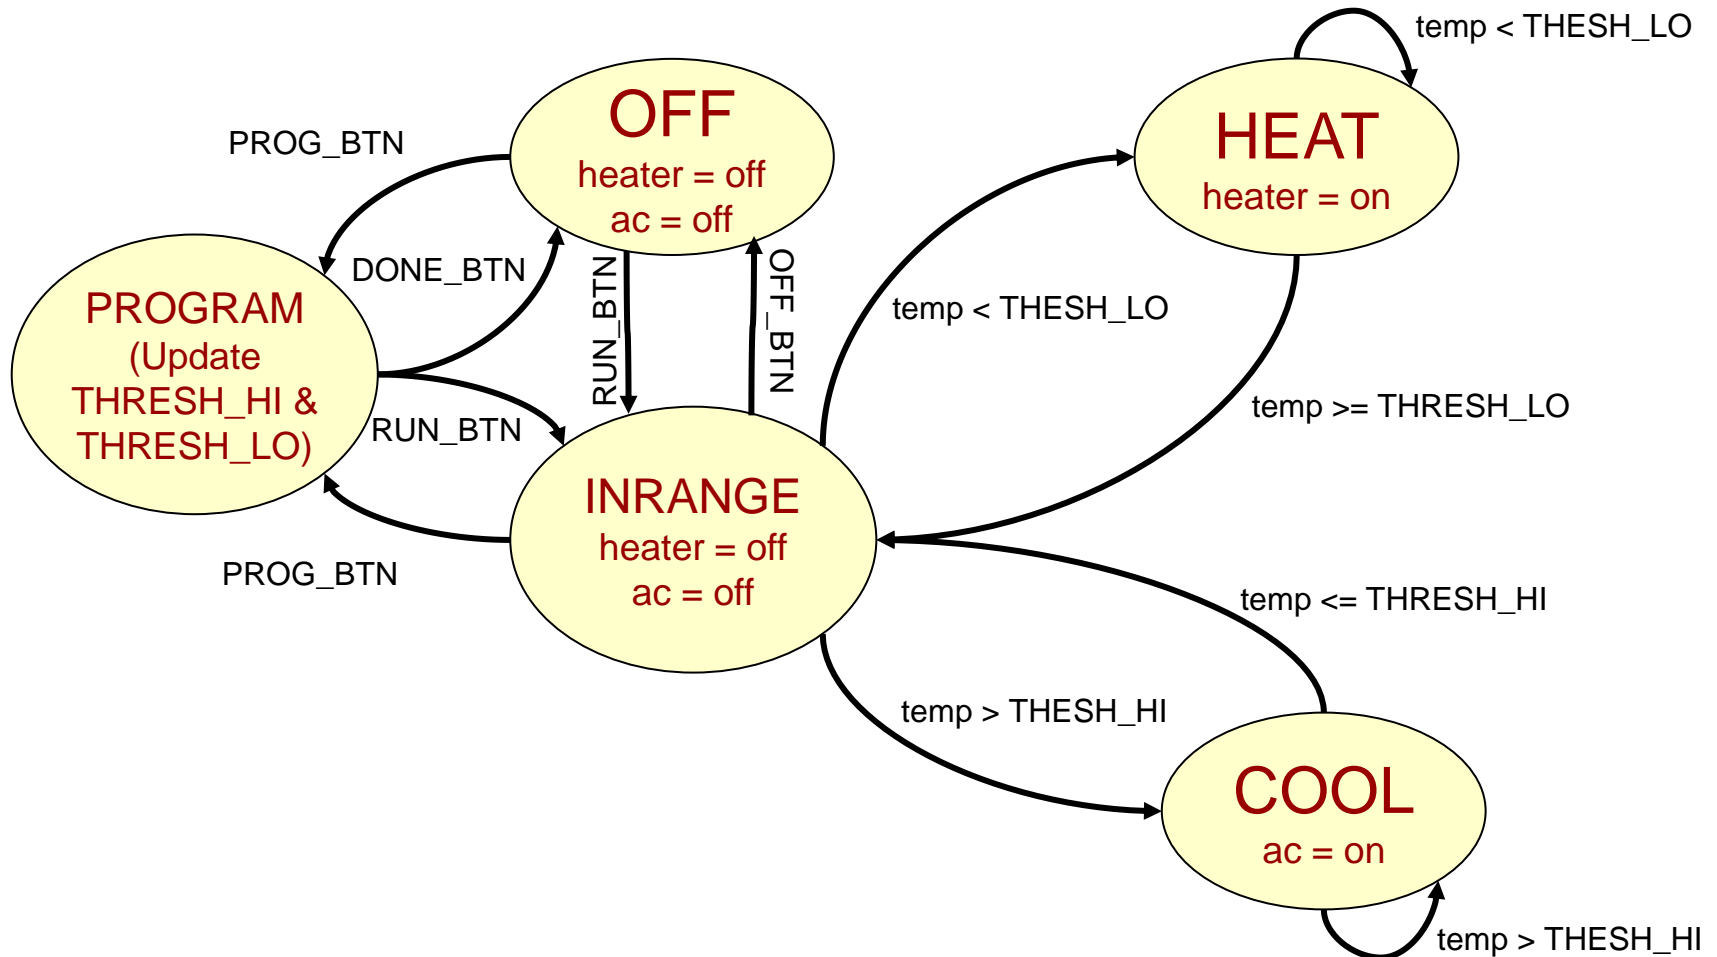 temp < THESH_LO
OFF
heater = off
ac = off
HEAT
heater = on
PROG_BTN
DONE_BTN
PROGRAM
(Update
THRESH_HI &
THRESH_LO)
RUN_BTN
OFF_BTN
temp < THESH_LO
temp >= THRESH_LO
RUN_BTN
INRANGE
heater = off
ac = off
PROG_BTN
temp <= THRESH_HI
temp > THESH_HI
COOL
ac = on
temp > THESH_HI